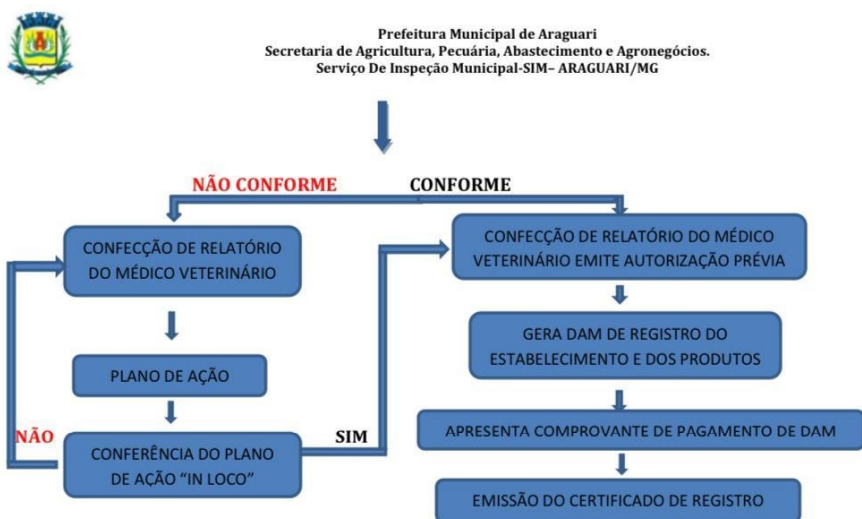 Prefeitura Municipal de Araguari
Secretaria de Agricultura, Pecuária, Abastecimento e Agronegócios.
Serviço De Inspeção Municipal-SIM– ARAGUARI/MG
NÃO CONFORME
CONFORME
CONFECÇÃO DE RELATÓRIO
DO MÉDICO VETERINÁRIO
CONFECÇÃO DE RELATÓRIO DO MÉDICO
VETERINÁRIO EMITE AUTORIZAÇÃO PRÉVIA
GERA DAM DE REGISTRO DO
ESTABELECIMENTO E DOS PRODUTOS
PLANO DE AÇÃO
NÃO
SIM
APRESENTA COMPROVANTE DE PAGAMENTO DE DAM
CONFERÊNCIA DO PLANO
DE AÇÃO “IN LOCO”
EMISSÃO DO CERTIFICADO DE REGISTRO